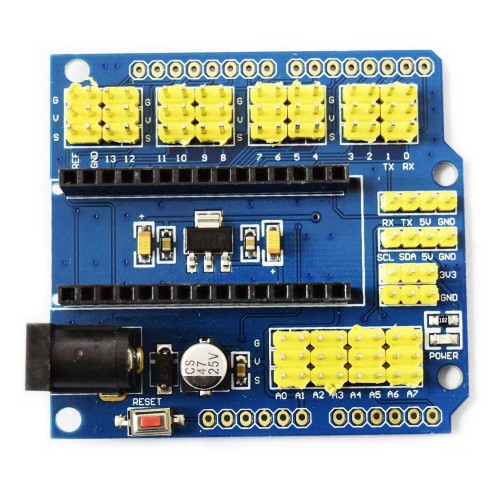 G G G G
V V V V
S S S S
REF GND 13 12 11 10 9 8 7 6 5 4 3 2 1 0
TX RX
RX TX 5V GND
SCL SDA 5V GND
3V3
GND
102
POWER
G
V
S
CS
47
25V
A0 A1 A2 A3 A4 A5 A6 A7
RESET